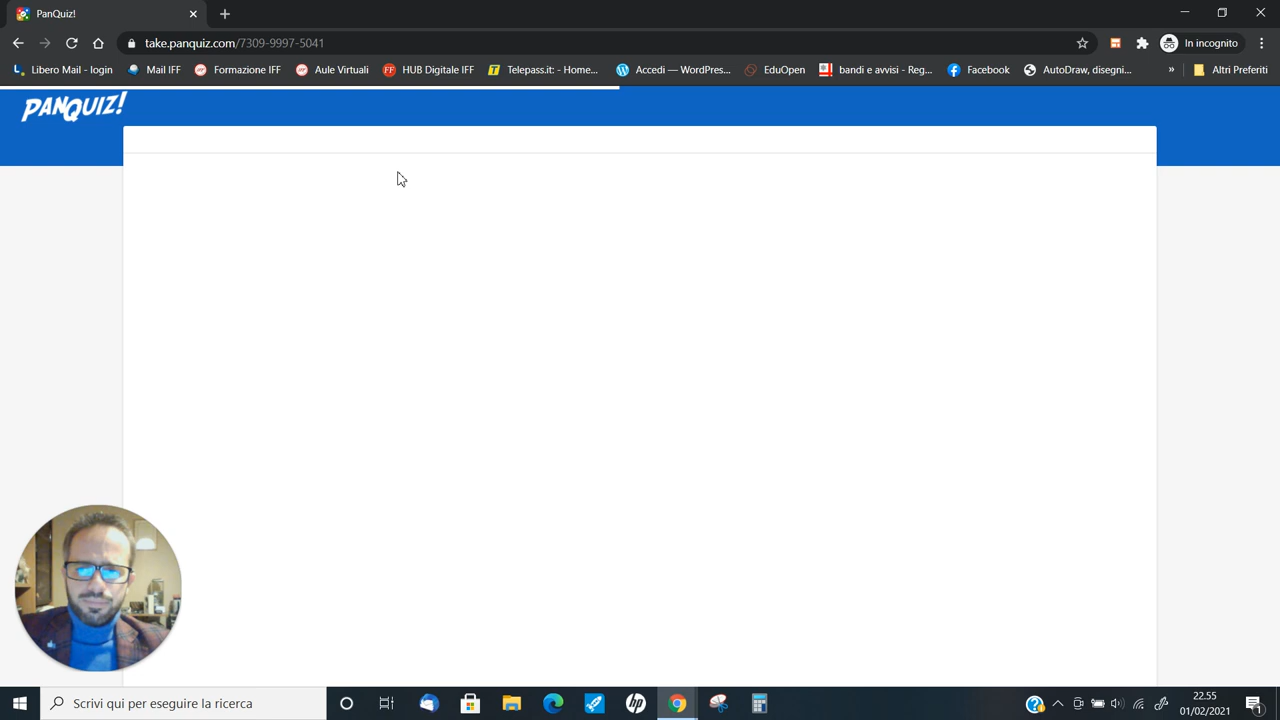 PanQuiz!
take.panquiz.com/7309-9997-5041
In incognito
Libero Mail - login
Mail IFF
Formazione IFF
Aule Virtuali
HUB Digitale IFF
Telepass.it: - Home...
Accedi — WordPres...
EduOpen
bandi e avvisi - Reg...
Facebook
AutoDraw, disegni...
»
Altri Preferiti
PANQUIZ!
Scrivi qui per eseguire la ricerca
hp
22.55
01/02/2021
1